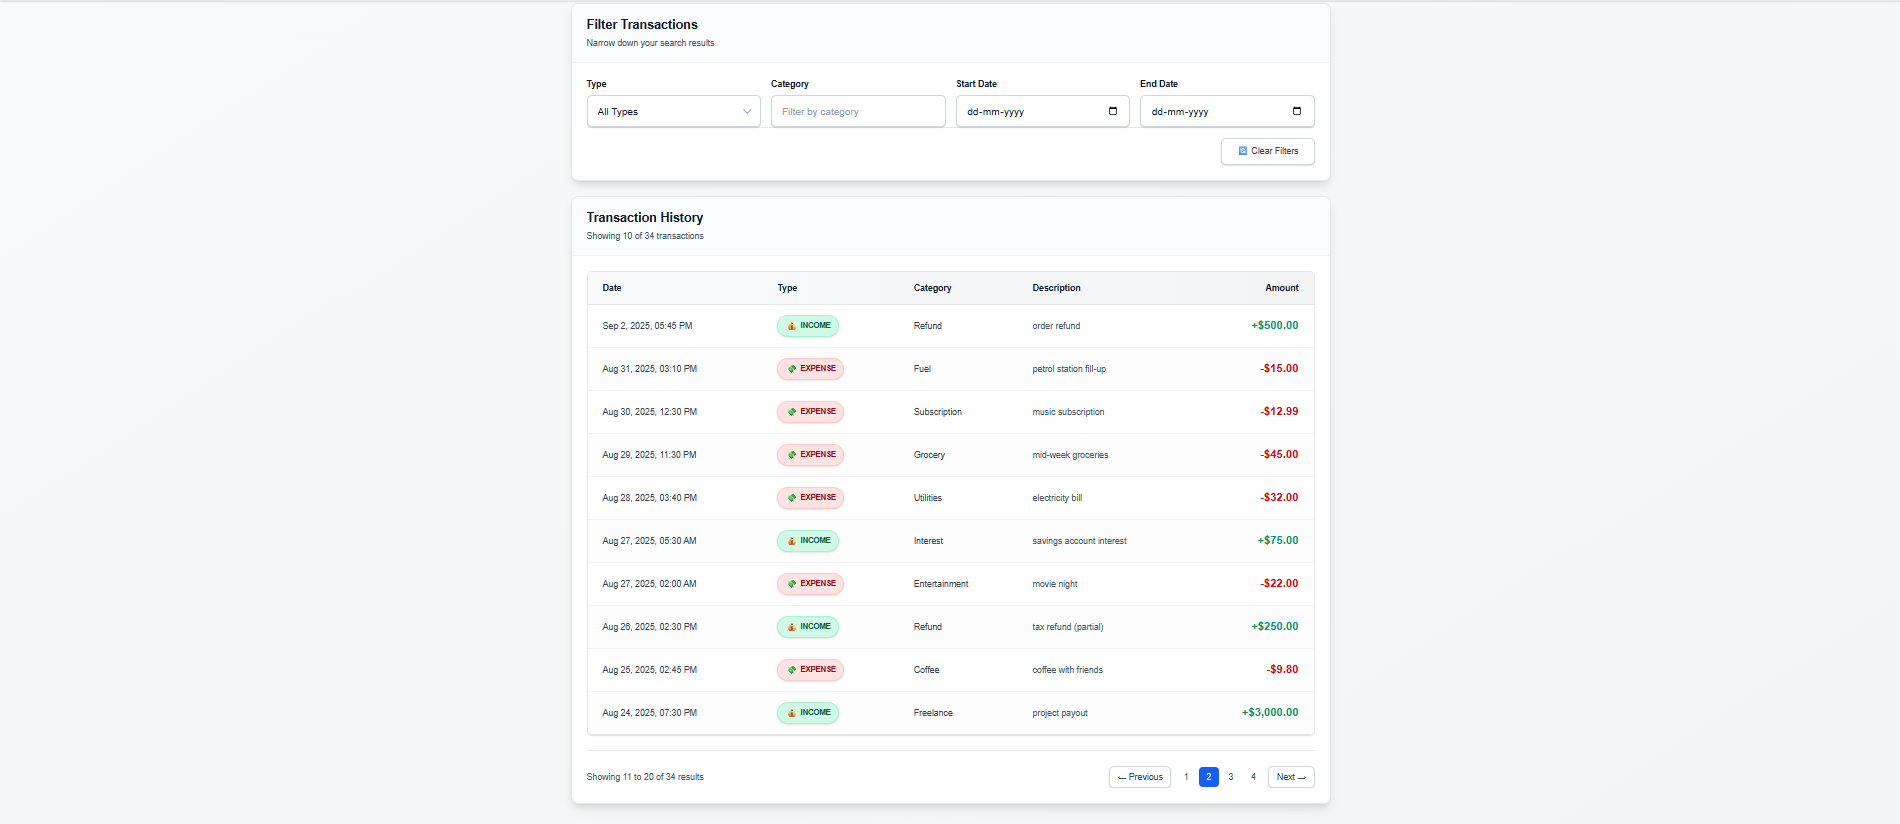 Filter Transactions
Narrow down your search results
Type
Category
Start Date
End Date
All Types
Filter by category
dd-mm-yyyy
dd-mm-yyyy
Clear Filters
Transaction History
Showing 10 of 34 transactions
Date Type Category Description Amount
Sep 2, 2025, 05:45 PM INCOME Refund order refund +$500.00
Aug 31, 2025, 03:10 PM EXPENSE Fuel petrol station fill-up -$15.00
Aug 30, 2025, 12:30 PM EXPENSE Subscription music subscription -$12.99
Aug 29, 2025, 11:30 PM EXPENSE Grocery mid-week groceries -$45.00
Aug 28, 2025, 03:40 PM EXPENSE Utilities electricity bill -$32.00
Aug 27, 2025, 05:30 AM INCOME Interest savings account interest +$75.00
Aug 27, 2025, 02:00 AM EXPENSE Entertainment movie night -$22.00
Aug 26, 2025, 02:30 PM INCOME Refund tax refund (partial) +$250.00
Aug 25, 2025, 02:45 PM EXPENSE Coffee coffee with friends -$9.80
Aug 24, 2025, 07:30 PM INCOME Freelance project payout +$3,000.00
Showing 11 to 20 of 34 results
← Previous 1 2 3 4 Next →